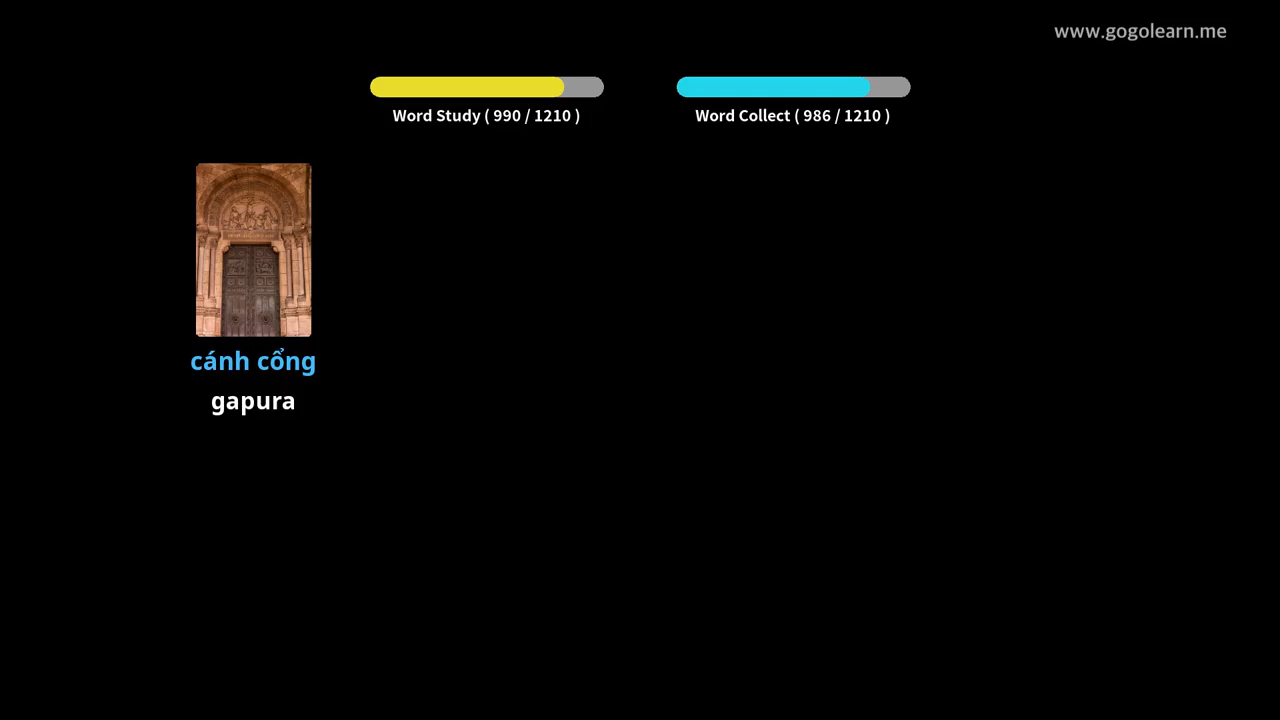 www.gogolearn.me
Word Study ( 990 / 1210 )
Word Collect ( 986 / 1210 )
cánh cổng
gapura